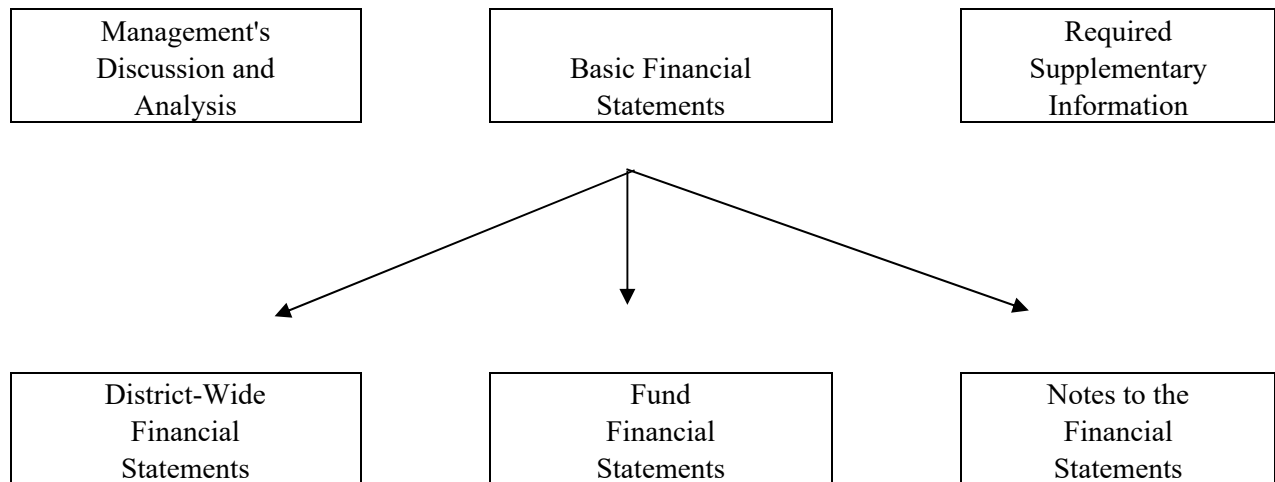 Management's
Discussion and
Analysis
Basic Financial
Statements
Required
Supplementary
Information
District-Wide
Financial
Statements
Fund
Financial
Statements
Notes to the
Financial
Statements